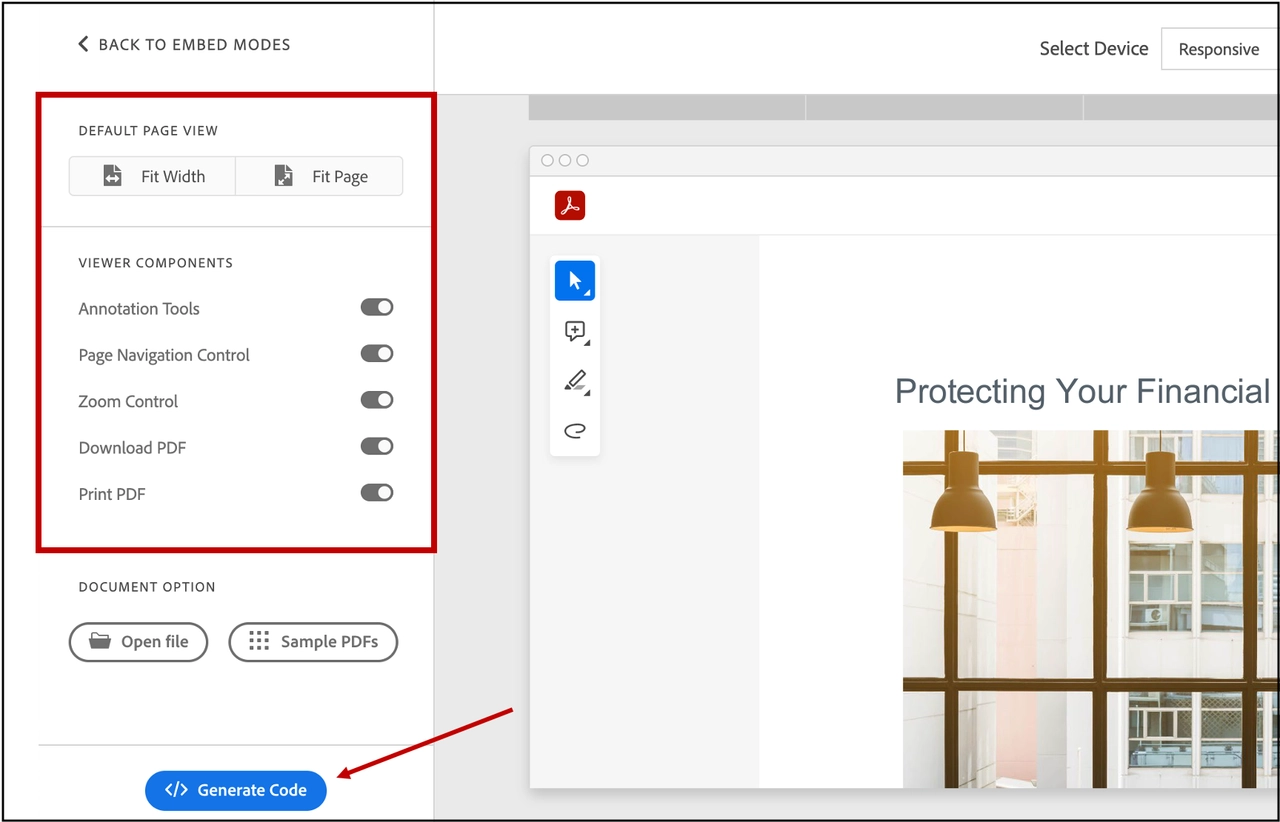 BACK TO EMBED MODES
Select Device
Responsive
DEFAULT PAGE VIEW
Fit Width
Fit Page
VIEWER COMPONENTS
Annotation Tools
Page Navigation Control
Zoom Control
Download PDF
Print PDF
DOCUMENT OPTION
Open file
Sample PDFs
</> Generate Code
Protecting Your Financial